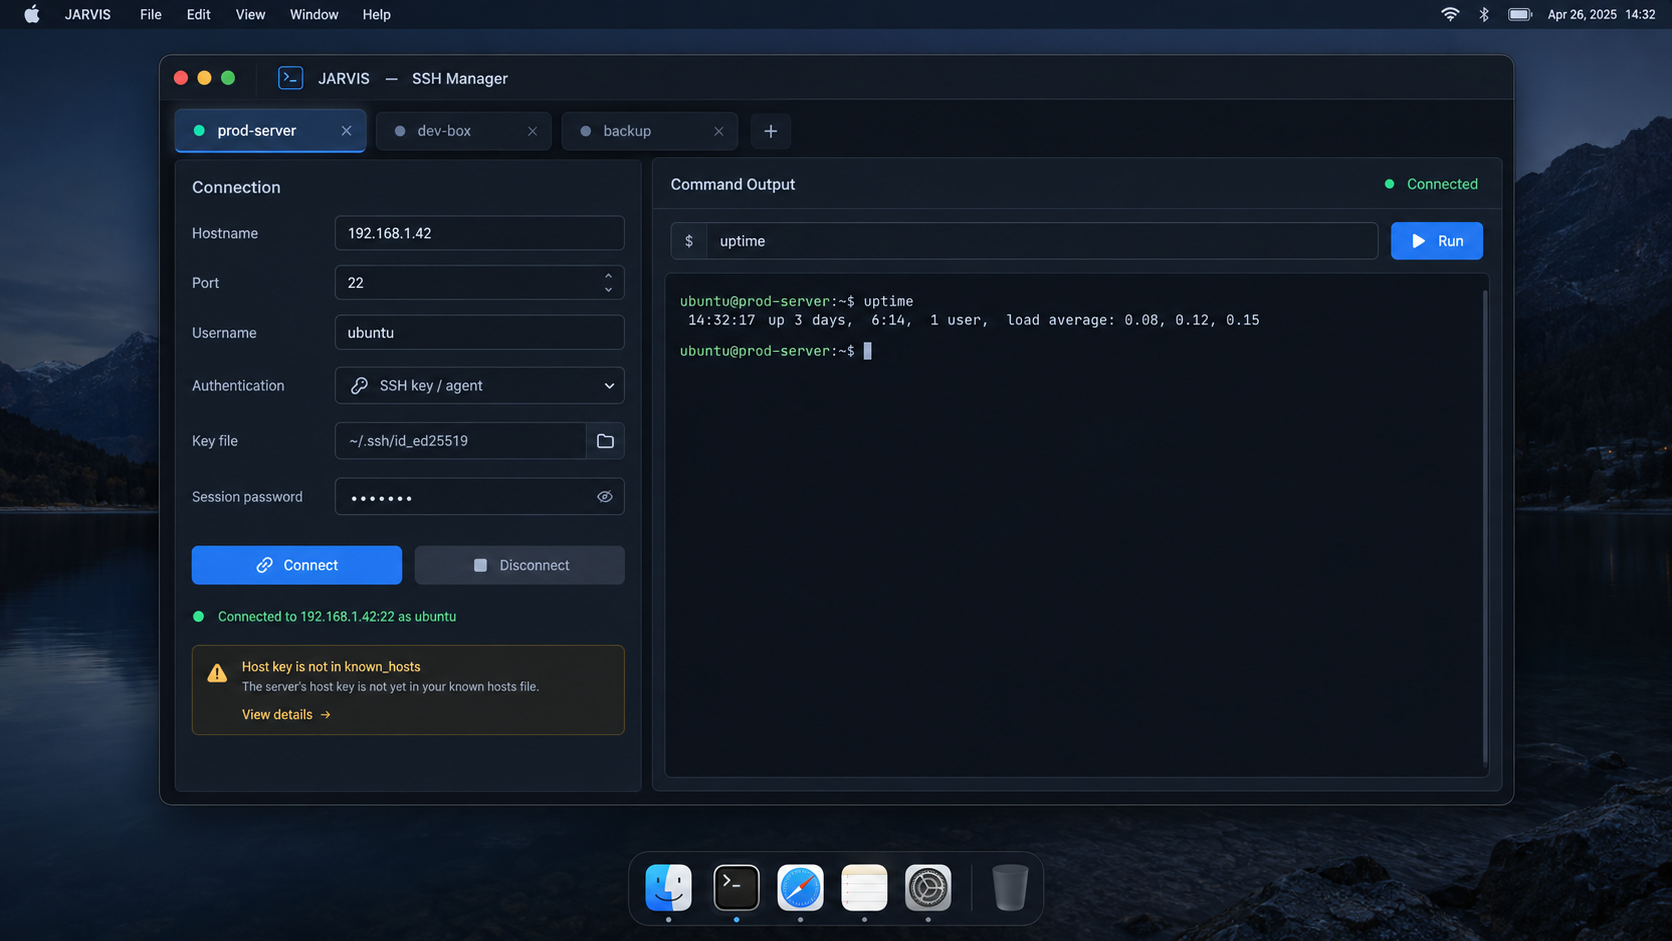 JARVIS File Edit View Window Help Apr 26, 2025 14:32
JARVIS — SSH Manager
prod-server dev-box backup
Connection
Hostname 192.168.1.42
Port 22
Username ubuntu
Authentication SSH key / agent
Key file ~/.ssh/id_ed25519
Session password •••••••
Connect Disconnect
Connected to 192.168.1.42:22 as ubuntu
Host key is not in known_hosts
The server's host key is not yet in your known hosts file.
View details →
Command Output Connected
$ uptime Run
ubuntu@prod-server:~$ uptime
14:32:17 up 3 days, 6:14, 1 user, load average: 0.08, 0.12, 0.15
ubuntu@prod-server:~$